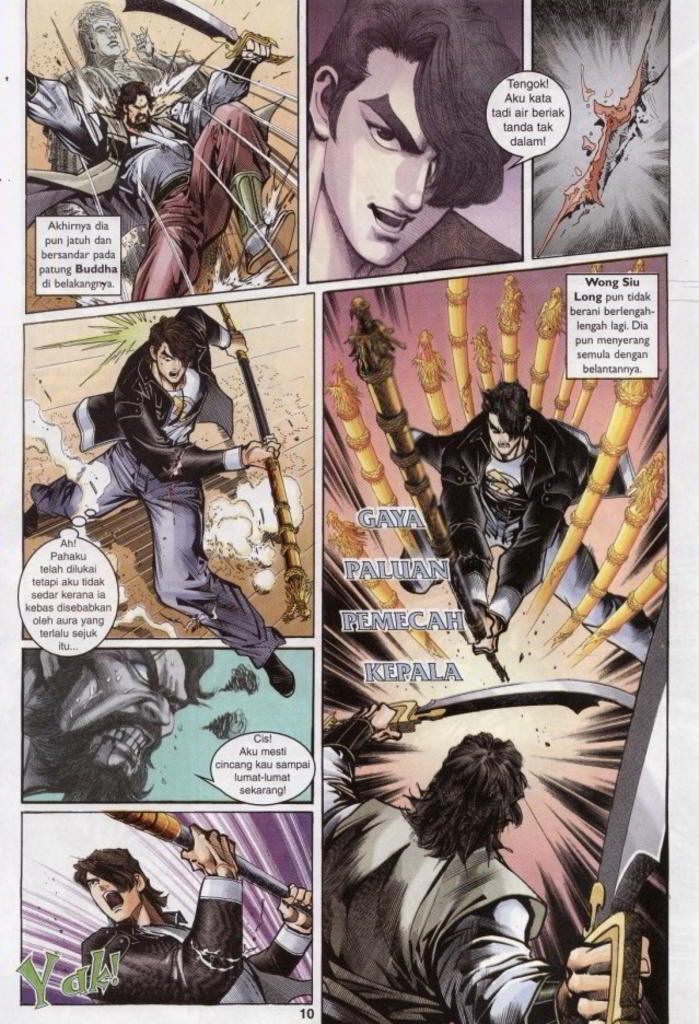 Akhirnya dia
pun jatuh dan
bersandar pada
patung Buddha
di belakangnya.
Tengok!
Aku kata
tadi air beriak
tanda tak
dalam!
Ah!
Pahaku
telah dilukai
tetapi aku tidak
sedar kerana ia
kebas disebabkan
oleh aura yang
terlalu sejuk
itu...
Wong Siu
Long pun tidak
berani berlengah-
lengah lagi. Dia
pun menyerang
semula dengan
belantannya.
GAYA
PALUAN
PEMECAH
KEPALA
Cis!
Aku mesti
cincang kau sampai
lumat-lumat
sekarang!
Yak!
10